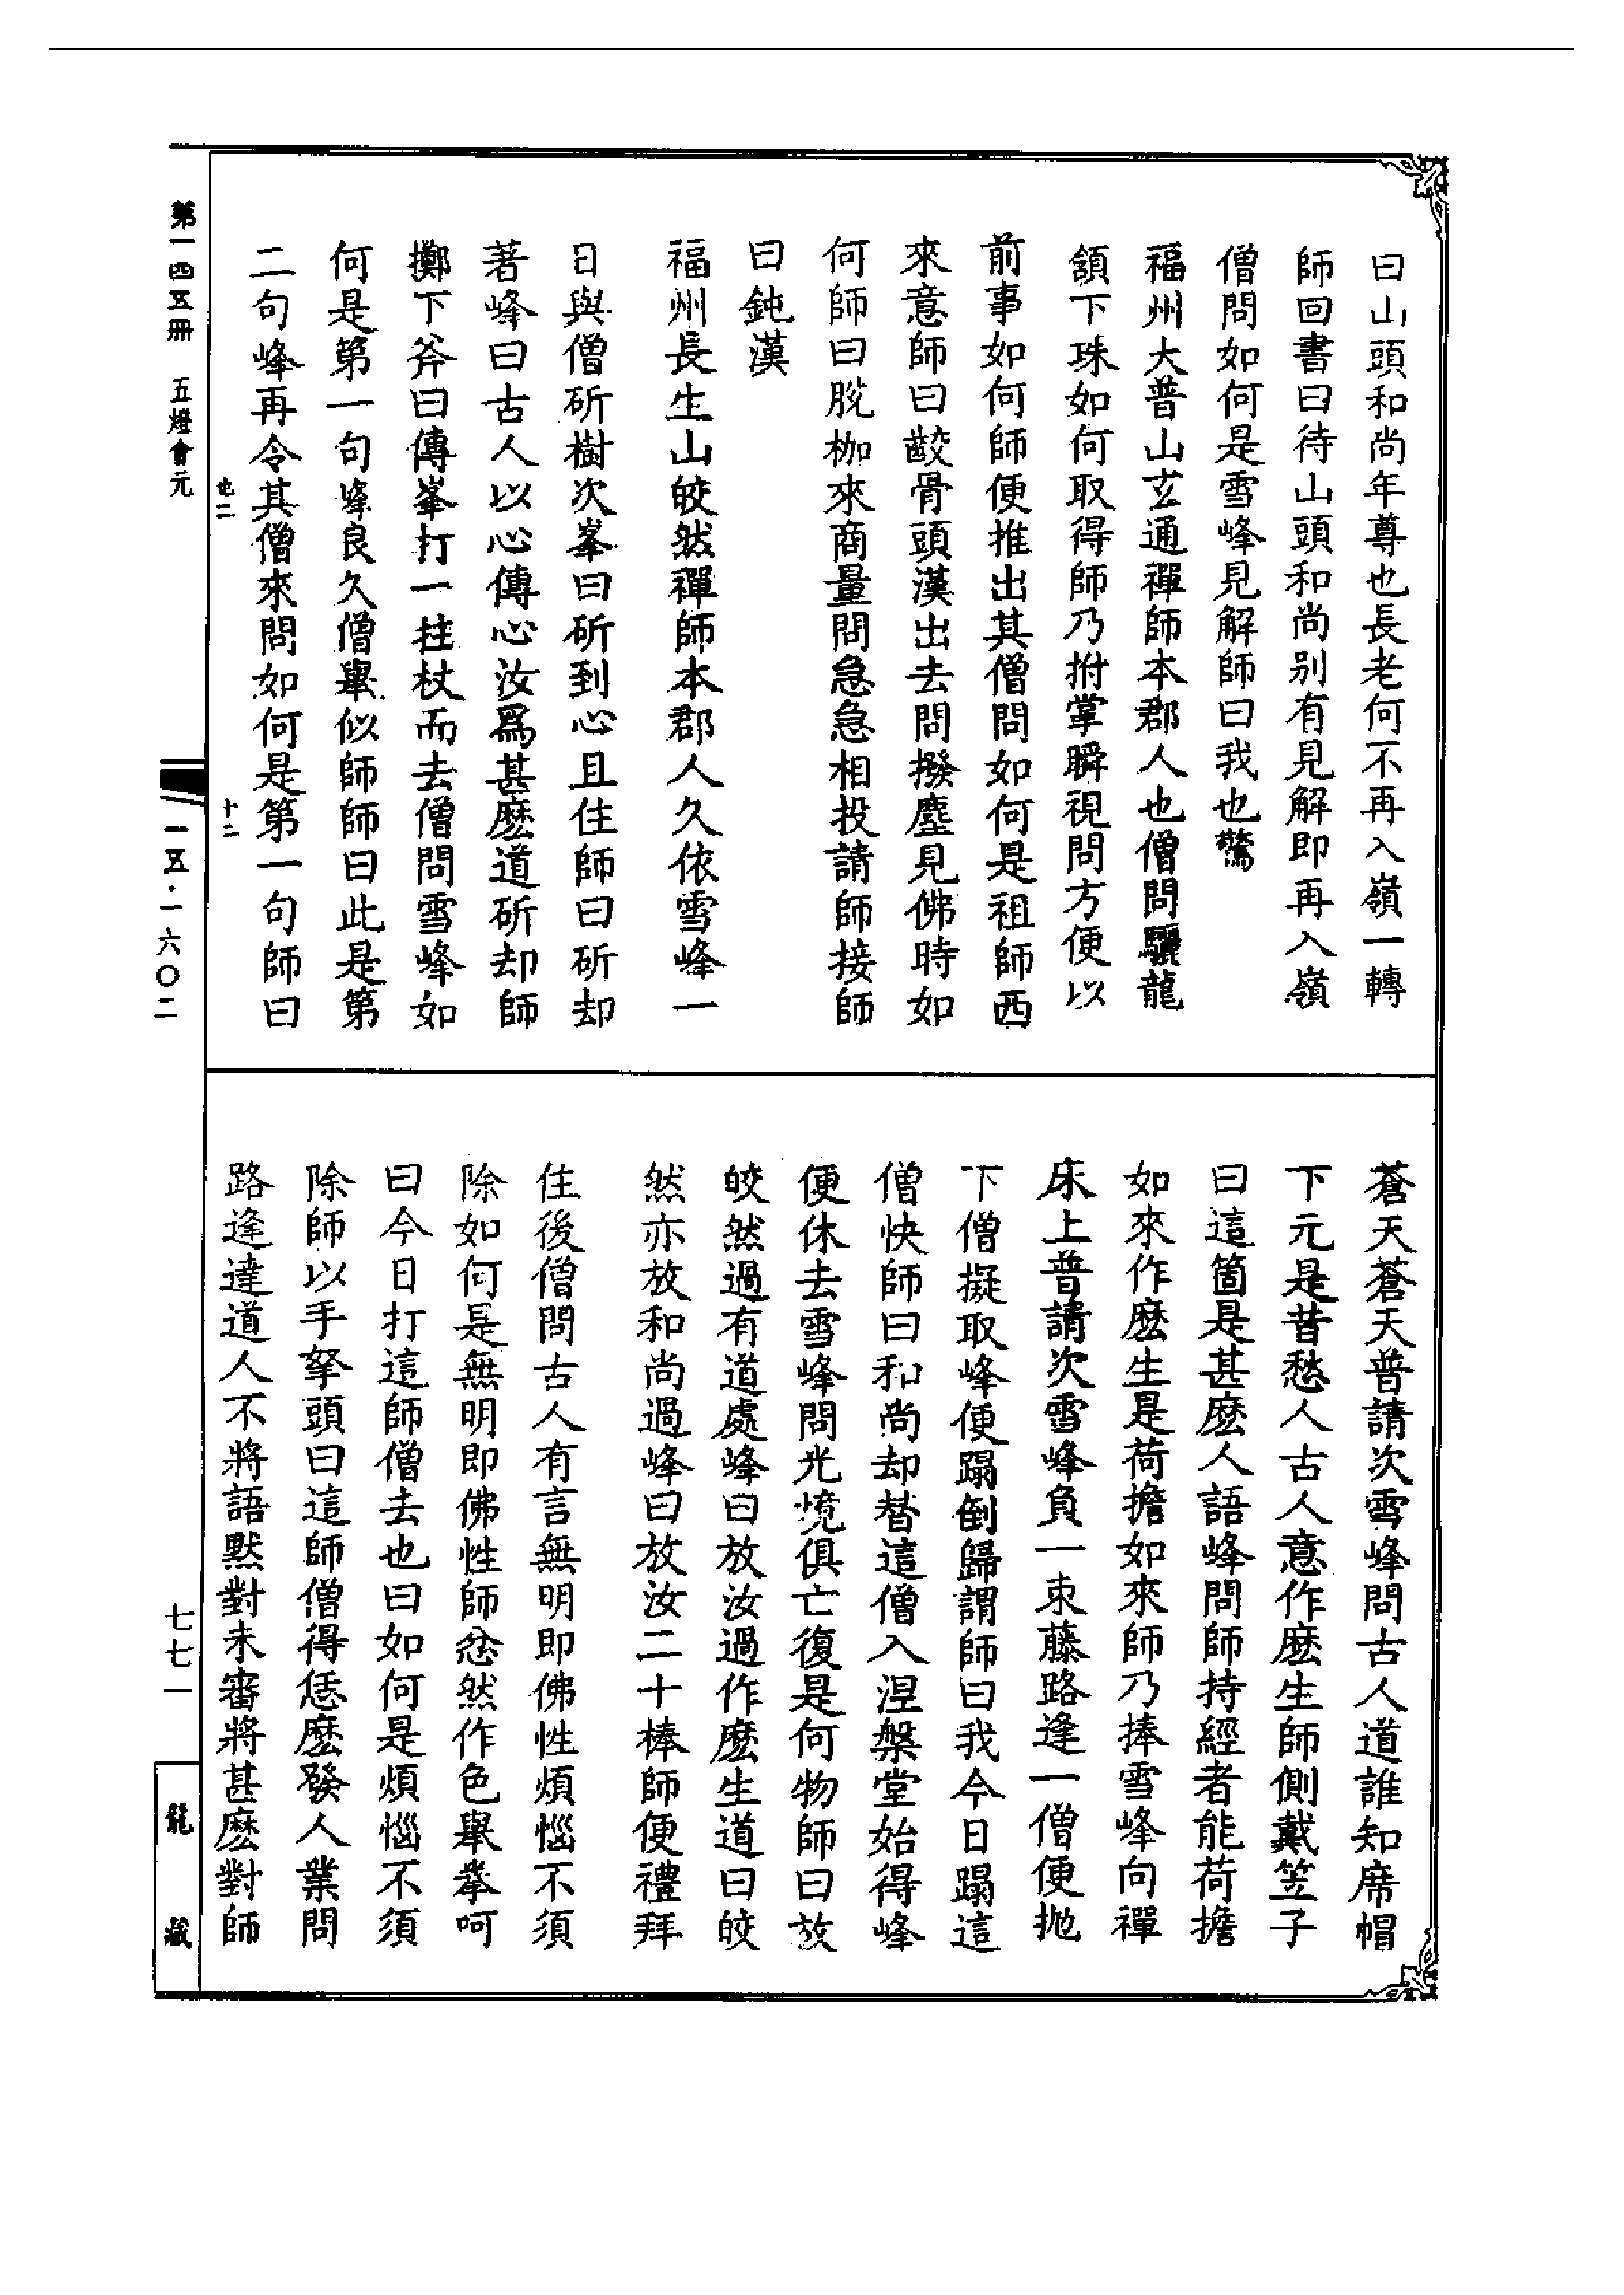 曰山頭和尚年尊也長老何不再入嶺一轉
師回書曰待山頭和尚別有見解即再入嶺
僧問如何是雪峰見解師曰我也驚
福州大普山玄通禪師本郡人也僧問驪龍
頷下珠如何取得師乃拊掌瞬視問方便以
前事如何師便推出其僧問如何是祖師西
來意師曰齩骨頭漢出去問撥塵見佛時如
何師曰脫枷來商量問急急相投請師接師
曰鈍漢
福州長生山皎然禪師本郡人久依雪峰一
日與僧斫樹次峯曰斫到心且住師曰斫却
著峰曰古人以心傳心汝爲甚麽道斫却師
擲下斧曰傳峯打一拄杖而去僧問雪峰如
何是第一句峰良久僧舉似師師曰此是第
二句峰再令其僧來問如何是第一句師曰
蒼天蒼天普請次雪峰問古人道誰知席帽
下元是昔愁人古人意作麽生師側戴笠子
曰這箇是甚麽人語峰問師持經者能荷擔
如來作麽生是荷擔如來師乃捧雪峰向禪
床上普請次雪峰負一束藤路逢一僧便拋
下僧擬取峰便蹋倒歸謂師曰我今日蹋這
僧快師曰和尚却替這僧入涅槃堂始得峰
便休去雪峰問光境俱亡復是何物師曰放
皎然過有道處峰曰放汝過作麽生道曰皎
然亦放和尚過峰曰放汝二十棒師便禮拜
住後僧問古人有言無明即佛性煩惱不須
除如何是無明即佛性師忿然作色舉拳呵
曰今日打這師僧去也曰如何是煩惱不須
除師以手拏頭曰這師僧得恁麽發人業問
路逢達道人不將語默對未審將甚麽對師
第一四五冊　五燈會元
也二
十二
一五·一六〇二
七七一
龍藏